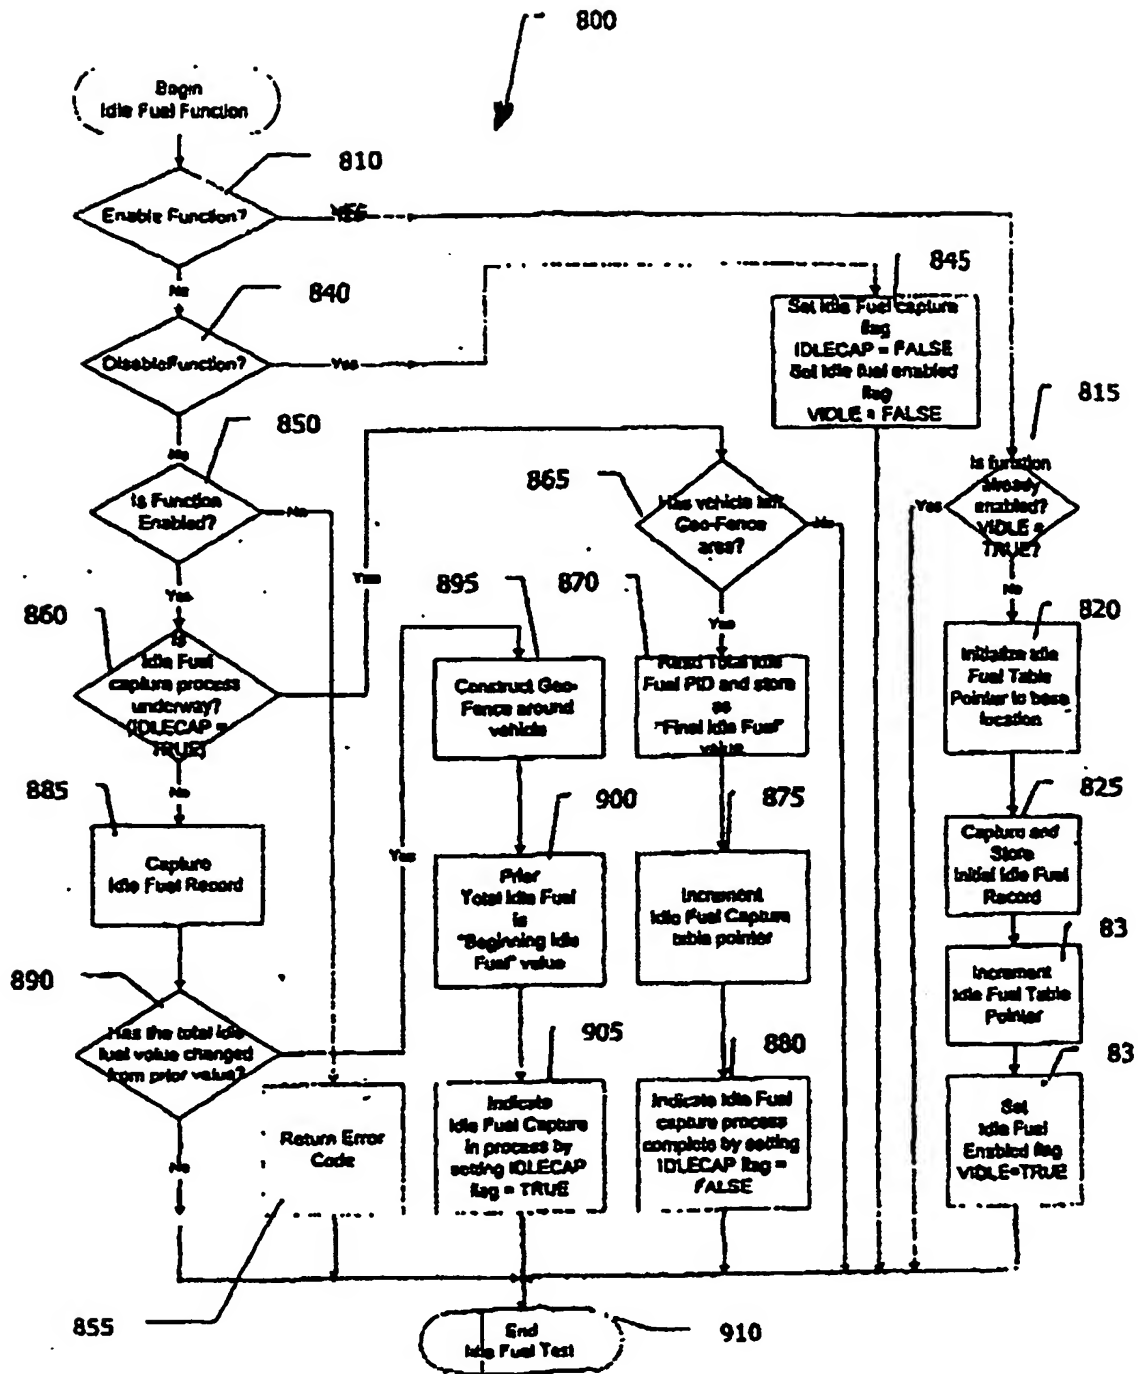 800
Begin
Idle Fuel Function
810
Enable Function?
YES
No
840
Disable Function?
Yes
845
Set Idle Fuel capture
flag
IDLECAP = FALSE
Set Idle fuel enabled
flag
VIDLE = FALSE
No
850
Is Function
Enabled?
No
Yes
815
Is function
already
enabled?
VIDLE =
TRUE?
Yes
No
865
Has vehicle left
Geo-Fence
area?
No
Yes
860
Is
Idle Fuel
capture process
underway?
(IDLECAP =
TRUE)
Yes
No
895
Construct Geo-
Fence around
vehicle
870
Read Total Idle
Fuel PID and store
as
"Final Idle Fuel"
value
820
Initialize Idle
Fuel Table
Pointer to base
location
885
Capture
Idle Fuel Record
Yes
900
Prior
Total Idle Fuel
is
"Beginning Idle
Fuel" value
875
Increment
Idle Fuel Capture
table pointer
825
Capture and
Store
Initial Idle Fuel
Record
83
Increment
Idle Fuel Table
Pointer
890
Has the total idle
fuel value changed
from prior value?
No
Return Error
Code
855
905
Indicate
Idle Fuel Capture
in process by
setting IDLECAP
flag = TRUE
880
Indicate Idle Fuel
capture process
complete by setting
IDLECAP flag =
FALSE
83
Set
Idle Fuel
Enabled flag
VIDLE=TRUE
End
Idle Fuel Test
910